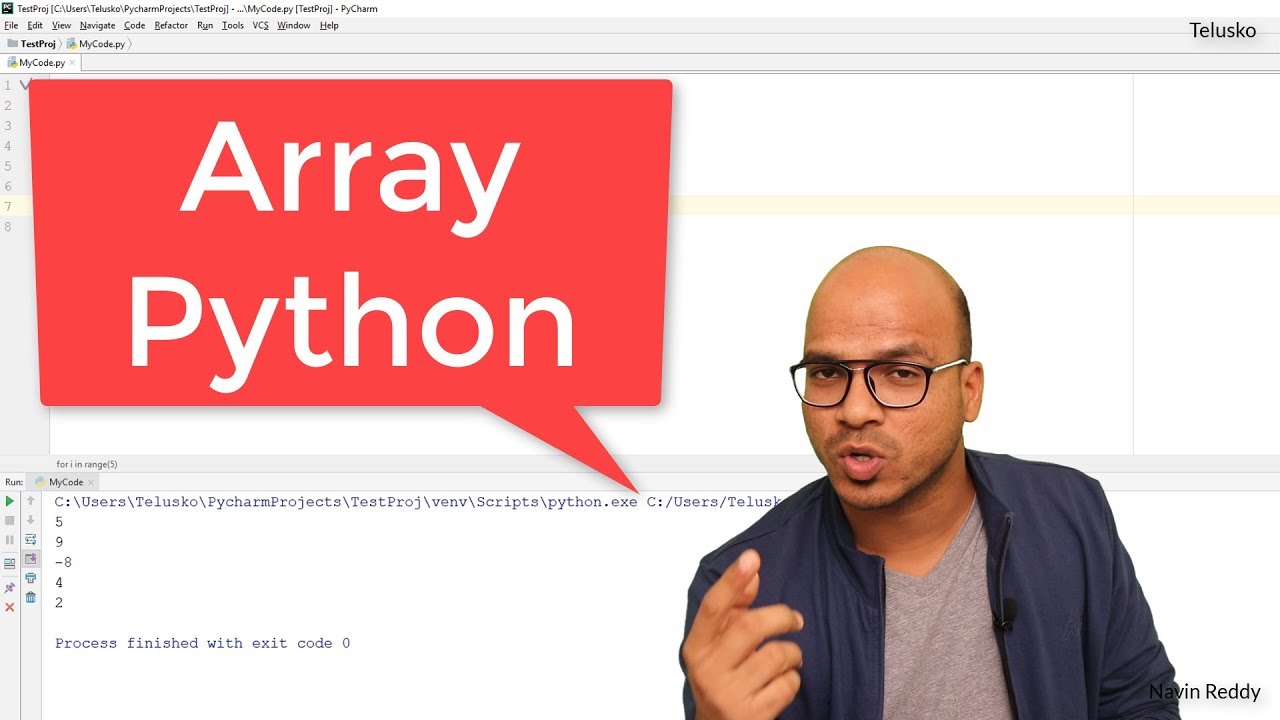 TestProj [C:\Users\Telusko\PycharmProjects\TestProj] - ...\MyCode.py [TestProj] - PyCharm
File Edit View Navigate Code Refactor Run Tools VCS Window Help
Telusko
TestProj MyCode.py
MyCode.py
1
2
3
4
5
6
7
8
Array
Python
for i in range(5)
Run: MyCode
C:\Users\Telusko\PycharmProjects\TestProj\venv\Scripts\python.exe C:/Users/Telusk
5
9
-8
4
2
Process finished with exit code 0
Navin Reddy